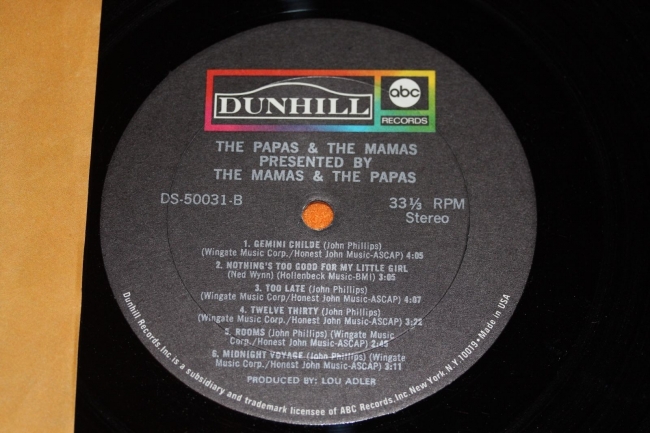 DUNHILL
abc
RECORDS
THE PAPAS & THE MAMAS
PRESENTED BY
THE MAMAS & THE PAPAS
DS-50031-B
33⅓ RPM
Stereo
1. GEMINI CHILDE (John Phillips)
(Wingate Music Corp./Honest John Music-ASCAP) 4:05
2. NOTHING'S TOO GOOD FOR MY LITTLE GIRL
(Ned Wynn) (Hollenbeck Music-BMI) 3:05
3. TOO LATE (John Phillips)
(Wingate Music Corp/Honest John Music-ASCAP) 4:07
4. TWELVE THIRTY (John Phillips)
(Wingate Music Corp./Honest John Music-ASCAP) 3:22
5. ROOMS (John Phillips) (Wingate Music
Corp./Honest John Music-ASCAP) 2:45
6. MIDNIGHT VOYAGE (John Phillips) (Wingate Music
Corp./Honest John Music-ASCAP) 3:11
PRODUCED BY: LOU ADLER
Dunhill Records Inc. is a subsidiary and trademark licensee of ABC Records, Inc. New York, N.Y. 10019 • Made in USA